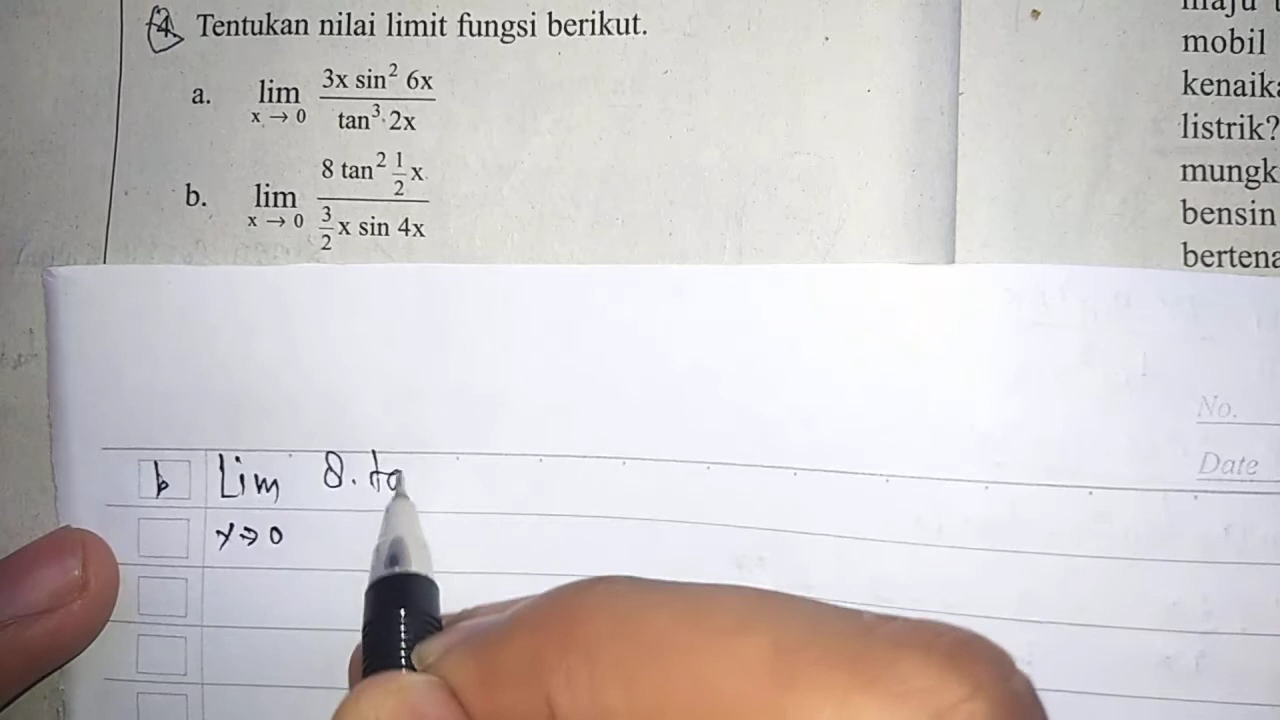 4. Tentukan nilai limit fungsi berikut.
a. lim x → 0 3x sin² 6x / tan³ 2x
b. lim x → 0 8 tan² 1/2 x / 3/2 x sin 4x
mobil
kenaika
listrik?
mungk
bensin
bertena
No.
Date
b Lim 8. ta
x → 0